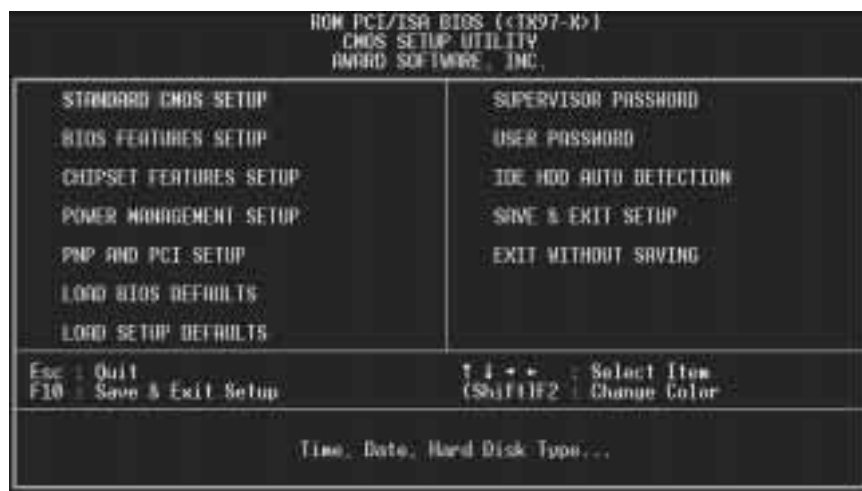 ROM PCI/ISA BIOS (<TX97-X>)
CMOS SETUP UTILITY
AWARD SOFTWARE, INC.
STANDARD CMOS SETUP
BIOS FEATURES SETUP
CHIPSET FEATURES SETUP
POWER MANAGEMENT SETUP
PNP AND PCI SETUP
LOAD BIOS DEFAULTS
LOAD SETUP DEFAULTS
SUPERVISOR PASSWORD
USER PASSWORD
IDE HDD AUTO DETECTION
SAVE & EXIT SETUP
EXIT WITHOUT SAVING
Esc : Quit
F10 : Save & Exit Setup
↑ ↓ → ← : Select Item
(Shift)F2 : Change Color
Time, Date, Hard Disk Type...